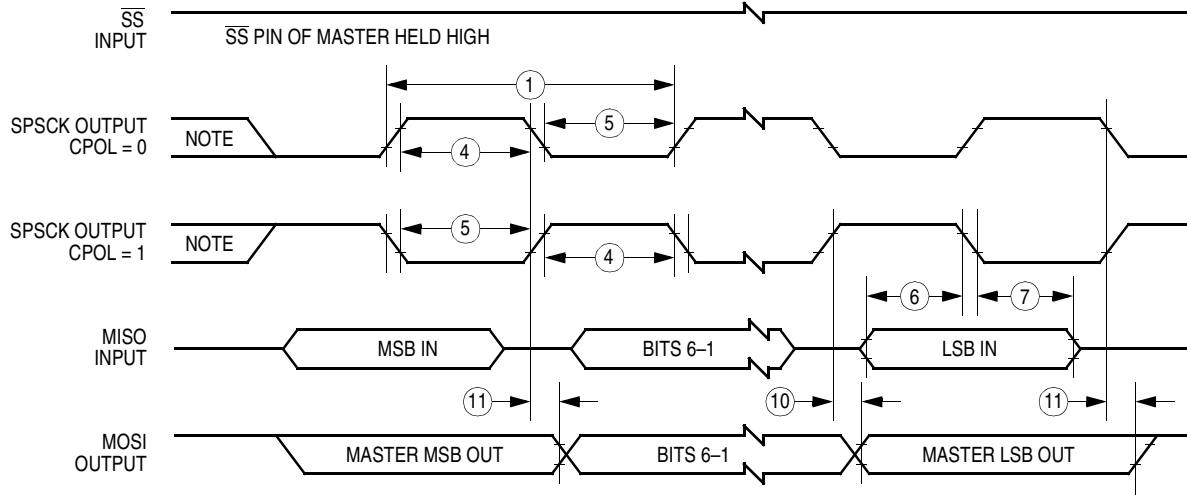 SS
INPUT
SS PIN OF MASTER HELD HIGH
1
SPSCK OUTPUT
CPOL = 0
NOTE
5
4
SPSCK OUTPUT
CPOL = 1
NOTE
5
4
6
7
MISO
INPUT
MSB IN
BITS 6–1
LSB IN
11
10
11
MOSI
OUTPUT
MASTER MSB OUT
BITS 6–1
MASTER LSB OUT